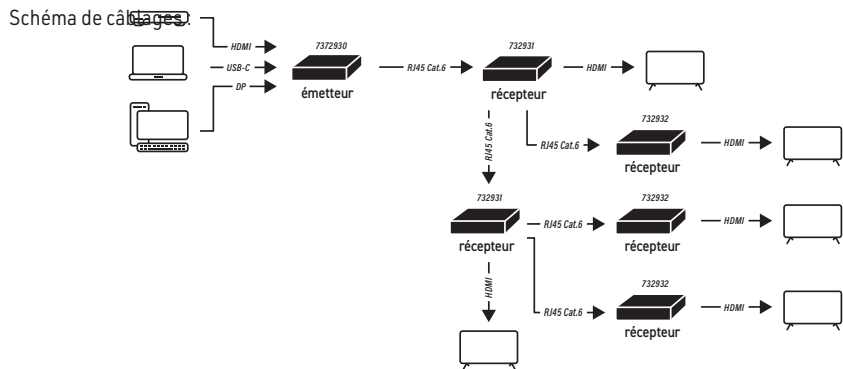 Schéma de câblages :
HDMI
7372930
732931
USB-C
RJ45 Cat.6
HDMI
DP
émetteur
récepteur
RJ45 Cat.6
732932
RJ45 Cat.6
HDMI
récepteur
732931
732932
RJ45 Cat.6
HDMI
récepteur
récepteur
HDMI
732932
RJ45 Cat.6
HDMI
récepteur